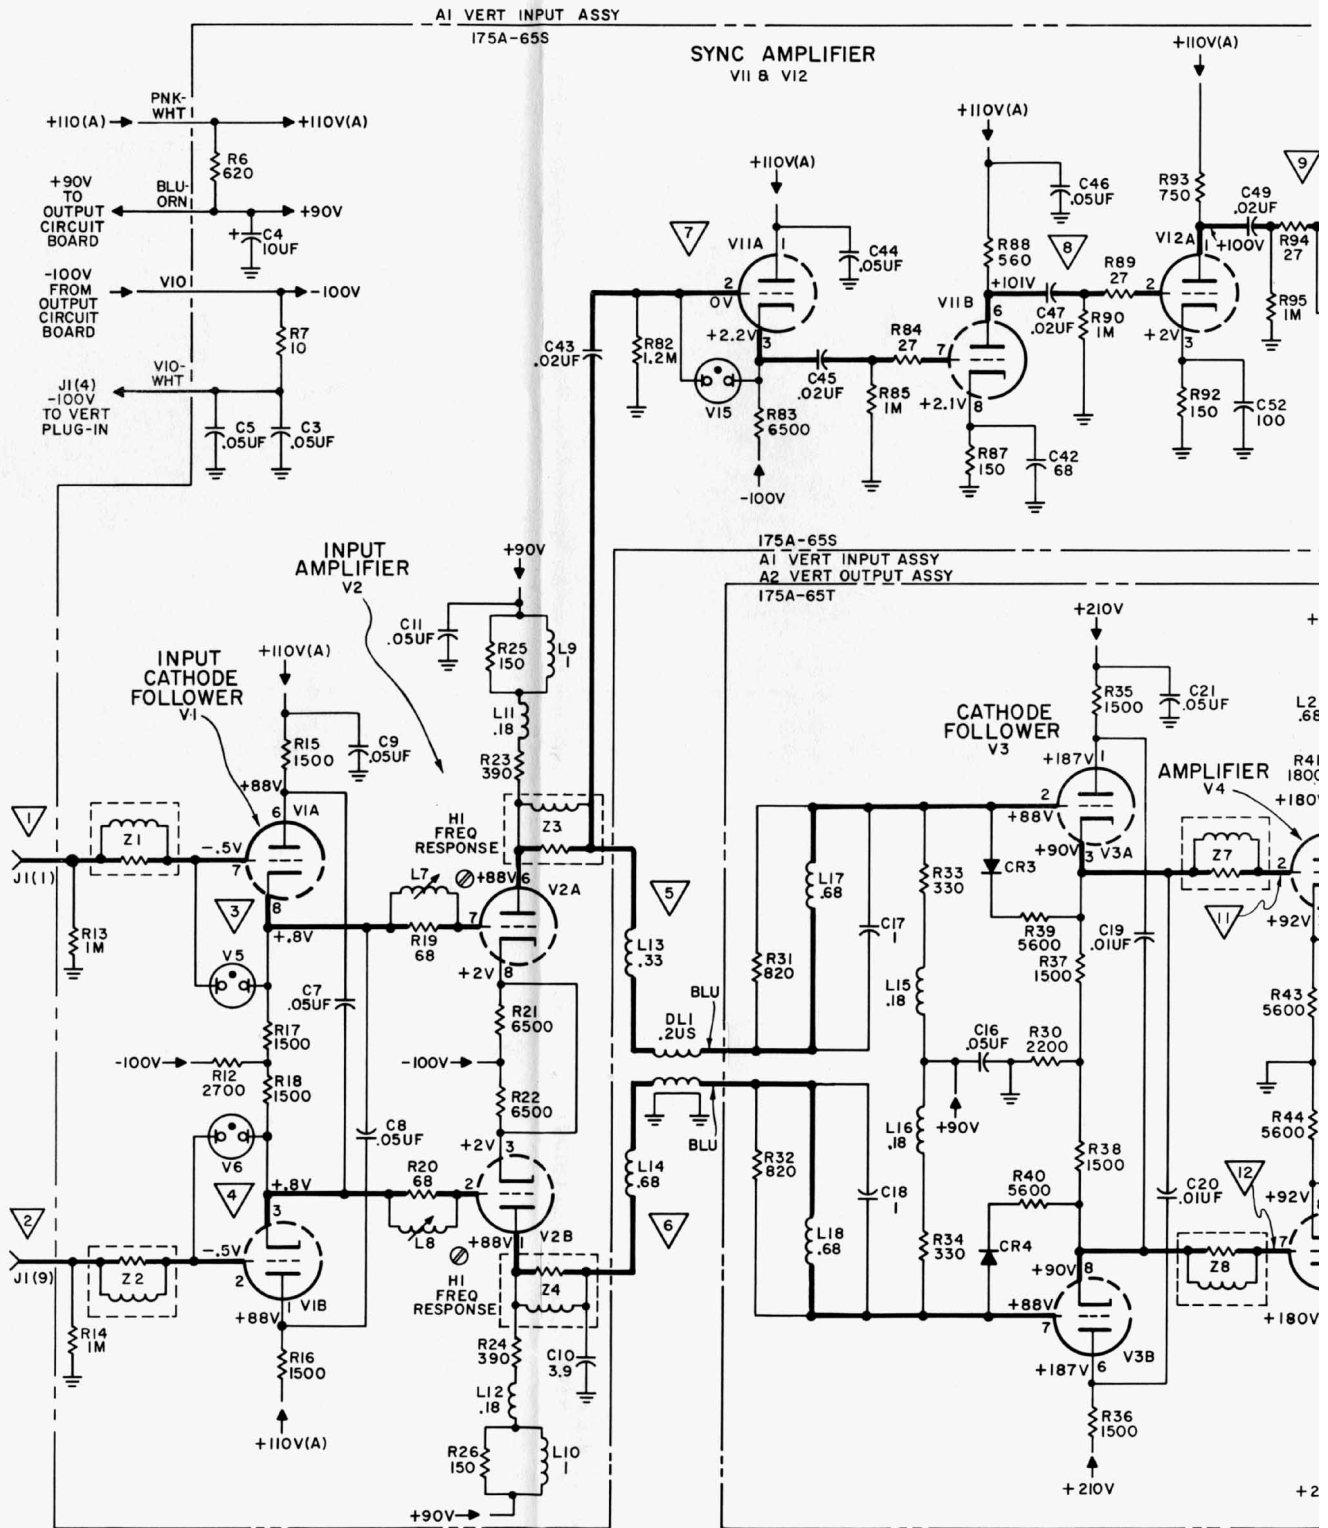 A1 VERT INPUT ASSY
175A-65S
SYNC AMPLIFIER
V11 & V12
+110(A)
PNK-
WHT
+110V(A)
R6
620
+90V
TO
OUTPUT
CIRCUIT
BOARD
BLU-
ORN
+90V
+
C4
10UF
-100V
FROM
OUTPUT
CIRCUIT
BOARD
VIO
-100V
R7
10
VIO-
WHT
J1(4)
-100V
TO VERT
PLUG-IN
C5
.05UF
C3
.05UF
+110V(A)
7
V11A
1
C44
.05UF
2
0V
+2.2V
3
C43
.02UF
R82
1.2M
V15
R83
6500
-100V
C45
.02UF
R84
27
R85
1M
+110V(A)
C46
.05UF
R88
560
8
+101V
V11B
6
7
+2.1V
8
R87
150
C42
68
C47
.02UF
R89
27
R90
1M
+110V(A)
R93
750
V12A
1
+100V
2
+2V
3
R92
150
C52
100
C49
.02UF
9
R94
27
R95
1M
175A-65S
A1 VERT INPUT ASSY
A2 VERT OUTPUT ASSY
175A-65T
INPUT
AMPLIFIER
V2
+90V
C11
.05UF
R25
150
L9
1
L11
.18
R23
390
INPUT
CATHODE
FOLLOWER
V1
+110V(A)
R15
1500
C9
.05UF
+88V
6
V1A
1
J1(1)
Z1
-.5V
7
8
3
+.8V
R13
1M
V5
C7
.05UF
R17
1500
-100V
R12
2700
R18
1500
V6
C8
.05UF
4
+.8V
3
2
J1(9)
Z2
-.5V
2
V1B
1
+88V
R14
1M
R16
1500
+110V(A)
HI
FREQ
RESPONSE
Z3
L7
+88V
6
V2A
R19
68
7
+2V
8
R21
6500
-100V
R22
6500
+2V
3
R20
68
2
L8
V2B
+88V
1
HI
FREQ
RESPONSE
Z4
R24
390
C10
3.9
L12
.18
R26
150
L10
1
+90V
5
L13
.33
DL1
.2US
BLU
BLU
L14
.68
6
R31
820
L17
.68
C17
1
R33
330
L15
.18
C16
.05UF
R30
2200
+90V
R32
820
L16
.18
C18
1
L18
.68
R34
330
CATHODE
FOLLOWER
V3
+210V
R35
1500
C21
.05UF
+187V
1
2
+88V
+90V
3
V3A
CR3
R39
5600
R37
1500
C19
.01UF
R38
1500
R40
5600
C20
.01UF
CR4
+90V
8
+88V
7
V3B
+187V
6
R36
1500
+210V
AMPLIFIER
V4
Z7
2
11
+92V
R43
5600
R44
5600
+92V
12
7
Z8
+180V
L2
.68
R41
1800
+180V
+
+2